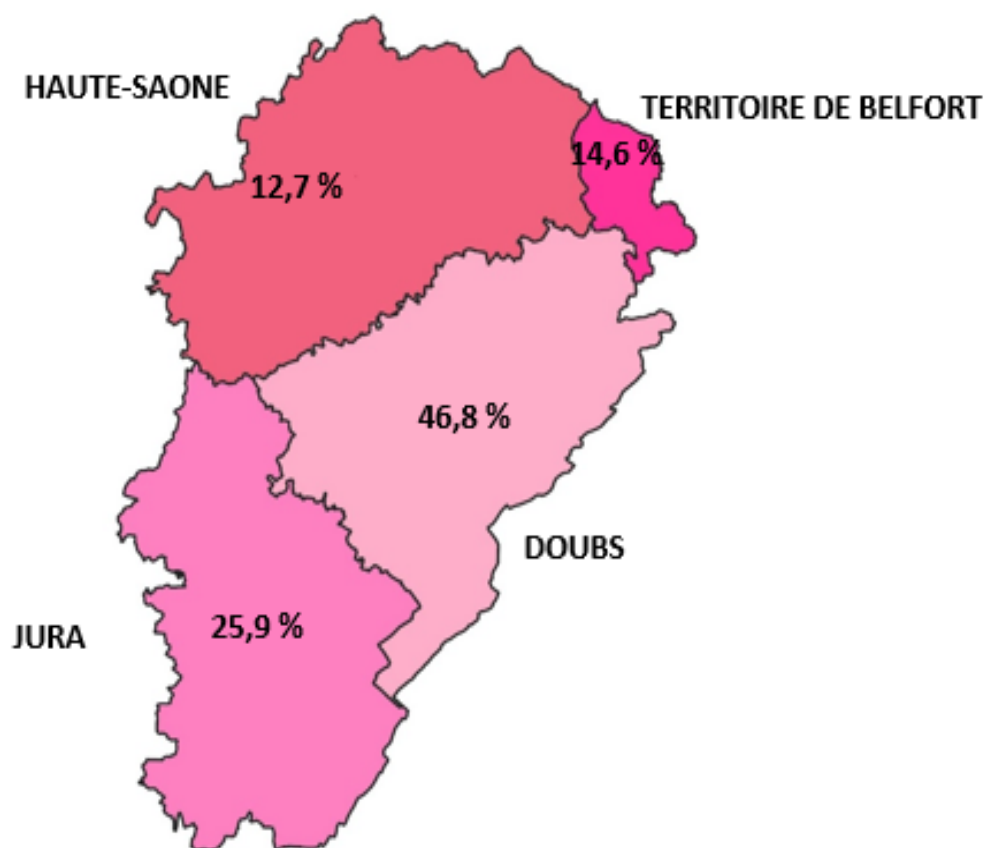 HAUTE-SAONE
TERRITOIRE DE BELFORT
14,6 %
12,7 %
46,8 %
DOUBS
25,9 %
JURA